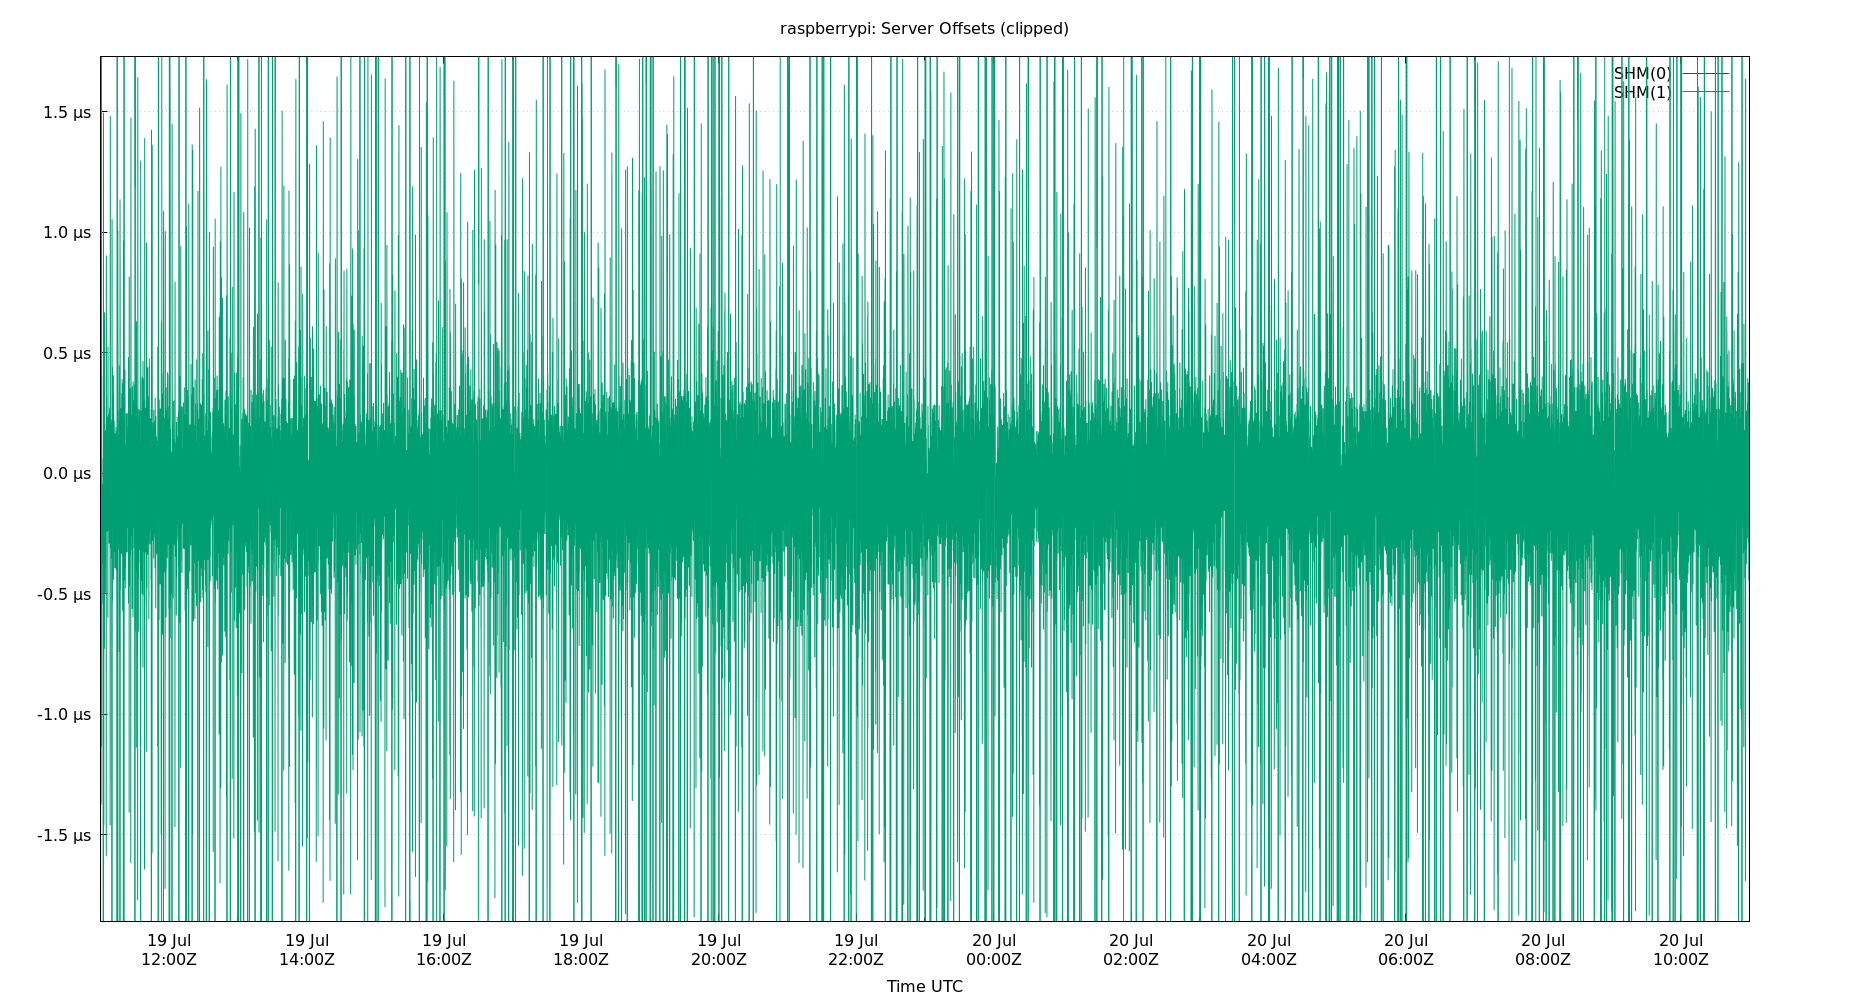 raspberrypi: Server Offsets (clipped)
SHM(0)
SHM(1)
1.5 µs
1.0 µs
0.5 µs
0.0 µs
-0.5 µs
-1.0 µs
-1.5 µs
19 Jul 19 Jul 19 Jul 19 Jul 19 Jul 19 Jul 20 Jul 20 Jul 20 Jul 20 Jul 20 Jul 20 Jul
12:00Z 14:00Z 16:00Z 18:00Z 20:00Z 22:00Z 00:00Z 02:00Z 04:00Z 06:00Z 08:00Z 10:00Z
Time UTC